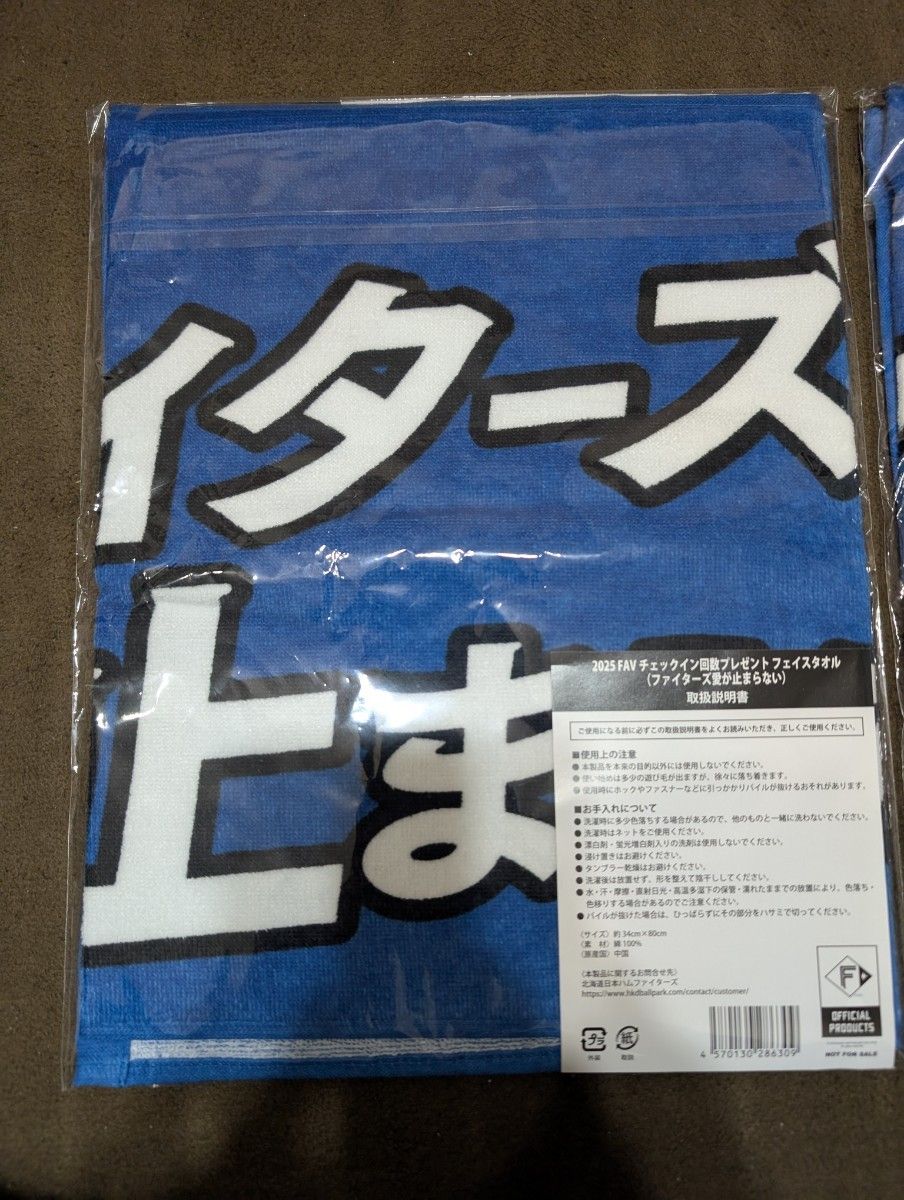 イターズ
止ま
2025 FAV チェックイン回数プレゼント フェイスタオル
(ファイターズ愛が止まらない)
取扱説明書
ご使用になる前に必ずこの取扱説明書をよくお読みいただき、正しくご使用ください。
■使用上の注意
● 本製品を本来の目的以外には使用しないでください。
● 使い始めは多少の遊び毛が出ますが、徐々に落ち着きます。
● 使用時にホックやファスナーなどに引っかかりパイルが抜けるおそれがあります。
■お手入れについて
● 洗濯時に多少色落ちする場合があるので、他のものと一緒に洗わないでください。
● 洗濯時はネットをご使用ください。
● 漂白剤・蛍光増白剤入りの洗剤は使用しないでください。
● 浸け置きはお避けください。
● タンブラー乾燥はお避けください。
● 洗濯後は放置せず、形を整えて陰干ししてください。
● 水・汗・摩擦・直射日光・高温多湿下の保管・濡れたままでの放置により、色落ち・
色移りする場合があるのでご注意ください。
● パイルが抜けた場合は、ひっぱらずにその部分をハサミで切ってください。
〈サイズ〉約 34cm×80cm
〈素 材〉綿 100%
〈原産国〉中国
〈本製品に関するお問合せ先〉
北海道日本ハムファイターズ
https://www.hkdballpark.com/contact/customer/
プラ
外装
紙
取説
4 570130 286309
F
OFFICIAL
PRODUCTS
NOT FOR SALE